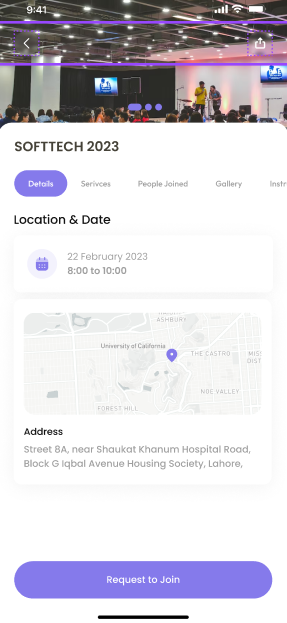 9:41
SOFTTECH 2023
Details Serivces People Joined Gallery Instr
Location & Date
22 February 2023
8:00 to 10:00
ASHBURY
University of California
THE CASTRO MISS
DIST
NOE VALLEY
FOREST HILL
Address
Street 8A, near Shaukat Khanum Hospital Road,
Block G Iqbal Avenue Housing Society, Lahore,
Request to Join